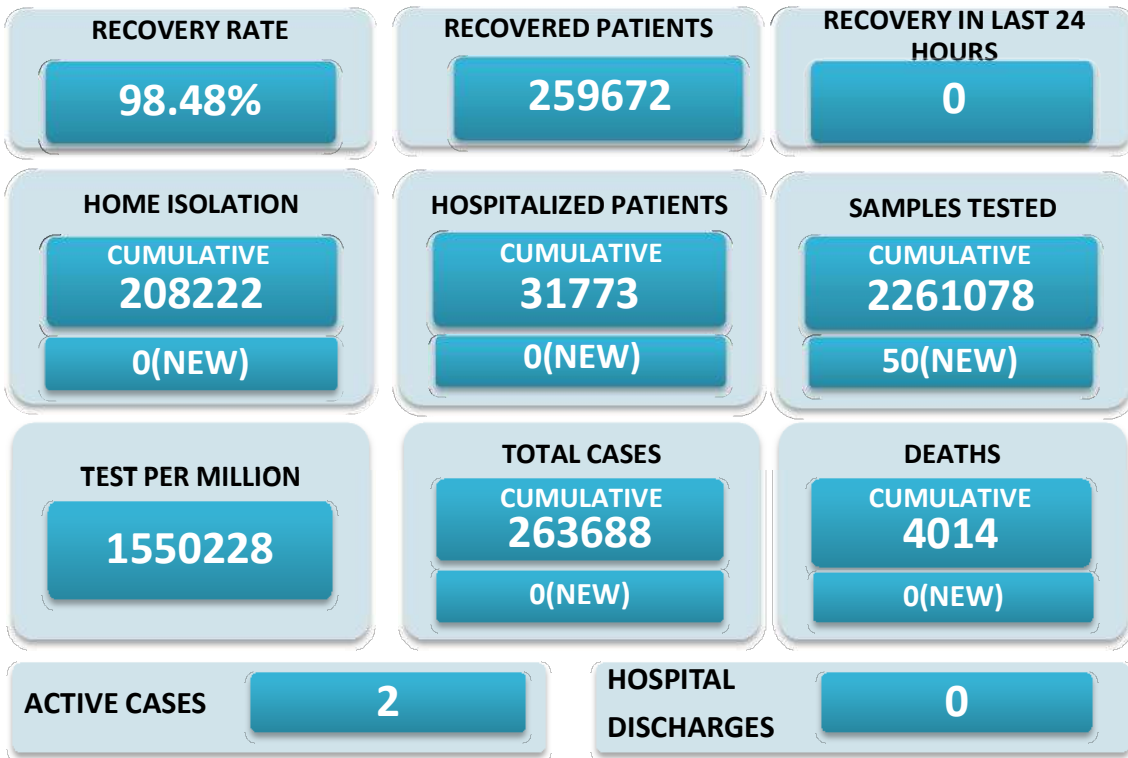 RECOVERY RATE
98.48%
RECOVERED PATIENTS
259672
RECOVERY IN LAST 24
HOURS
0
HOME ISOLATION
CUMULATIVE
208222
0(NEW)
HOSPITALIZED PATIENTS
CUMULATIVE
31773
0(NEW)
SAMPLES TESTED
CUMULATIVE
2261078
50(NEW)
TEST PER MILLION
1550228
TOTAL CASES
CUMULATIVE
263688
0(NEW)
DEATHS
CUMULATIVE
4014
0(NEW)
ACTIVE CASES
2
HOSPITAL
DISCHARGES
0